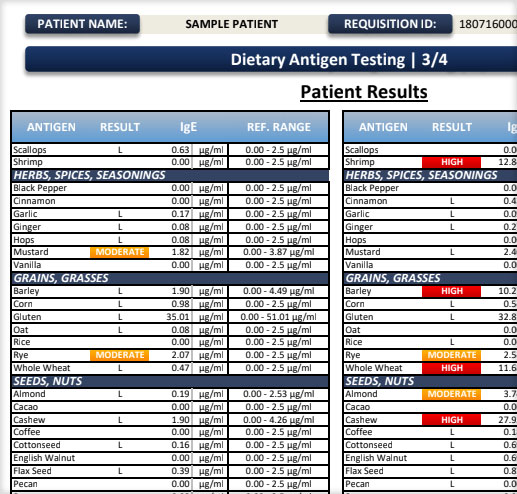 PATIENT NAME: SAMPLE PATIENT REQUISITION ID: 180716000
Dietary Antigen Testing | 3/4
Patient Results
ANTIGEN RESULT IgE REF. RANGE
Scallops L 0.63 µg/ml 0.00 - 2.5 µg/ml
Shrimp 0.00 µg/ml 0.00 - 2.5 µg/ml
HERBS, SPICES, SEASONINGS
Black Pepper 0.00 µg/ml 0.00 - 2.5 µg/ml
Cinnamon 0.00 µg/ml 0.00 - 2.5 µg/ml
Garlic L 0.17 µg/ml 0.00 - 2.5 µg/ml
Ginger L 0.08 µg/ml 0.00 - 2.5 µg/ml
Hops L 0.08 µg/ml 0.00 - 2.5 µg/ml
Mustard MODERATE 1.82 µg/ml 0.00 - 3.87 µg/ml
Vanilla 0.00 µg/ml 0.00 - 2.5 µg/ml
GRAINS, GRASSES
Barley L 1.90 µg/ml 0.00 - 4.49 µg/ml
Corn L 0.98 µg/ml 0.00 - 2.5 µg/ml
Gluten L 35.01 µg/ml 0.00 - 51.01 µg/ml
Oat L 0.08 µg/ml 0.00 - 2.5 µg/ml
Rice 0.00 µg/ml 0.00 - 2.5 µg/ml
Rye MODERATE 2.07 µg/ml 0.00 - 2.5 µg/ml
Whole Wheat L 0.47 µg/ml 0.00 - 2.5 µg/ml
SEEDS, NUTS
Almond L 0.19 µg/ml 0.00 - 2.53 µg/ml
Cacao 0.00 µg/ml 0.00 - 2.5 µg/ml
Cashew L 1.90 µg/ml 0.00 - 4.26 µg/ml
Coffee 0.00 µg/ml 0.00 - 2.5 µg/ml
Cottonseed L 0.16 µg/ml 0.00 - 2.5 µg/ml
English Walnut 0.00 µg/ml 0.00 - 2.5 µg/ml
Flax Seed L 0.39 µg/ml 0.00 - 2.5 µg/ml
Pecan 0.00 µg/ml 0.00 - 2.5 µg/ml
ANTIGEN RESULT Ig
Scallops 0.0
Shrimp HIGH 12.8
HERBS, SPICES, SEASONINGS
Black Pepper 0.0
Cinnamon L 0.4
Garlic L 0.0
Ginger L 0.2
Hops 0.0
Mustard L 2.4
Vanilla 0.0
GRAINS, GRASSES
Barley HIGH 10.2
Corn L 0.5
Gluten L 32.8
Oat 0.0
Rice L 0.0
Rye MODERATE 2.5
Whole Wheat HIGH 11.6
SEEDS, NUTS
Almond MODERATE 3.7
Cacao 0.0
Cashew HIGH 27.9
Coffee L 0.1
Cottonseed L 0.6
English Walnut L 0.6
Flax Seed L 0.8
Pecan L 0.0